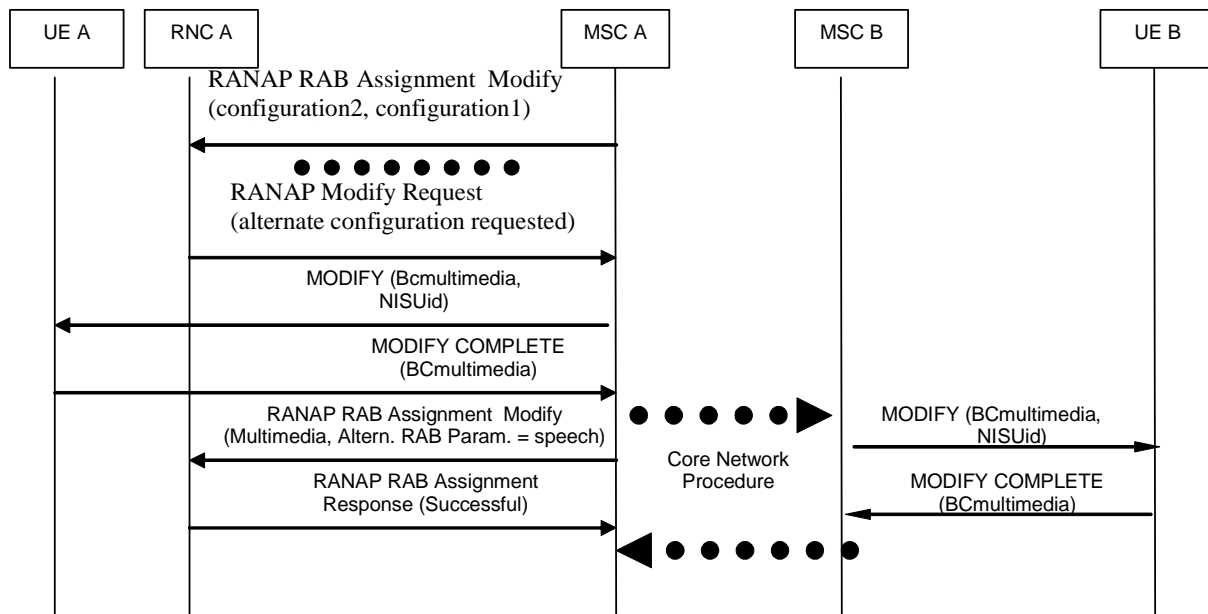 UE A
RNC A
MSC A
MSC B
UE B
RANAP RAB Assignment Modify
(configuration2, configuration1)
RANAP Modify Request
(alternate configuration requested)
MODIFY (Bcmultimedia,
NISUid)
MODIFY COMPLETE
(BCmultimedia)
RANAP RAB Assignment Modify
(Multimedia, Altern. RAB Param. = speech)
RANAP RAB Assignment
Response (Successful)
Core Network
Procedure
MODIFY (BCmultimedia,
NISUid)
MODIFY COMPLETE
(BCmultimedia)